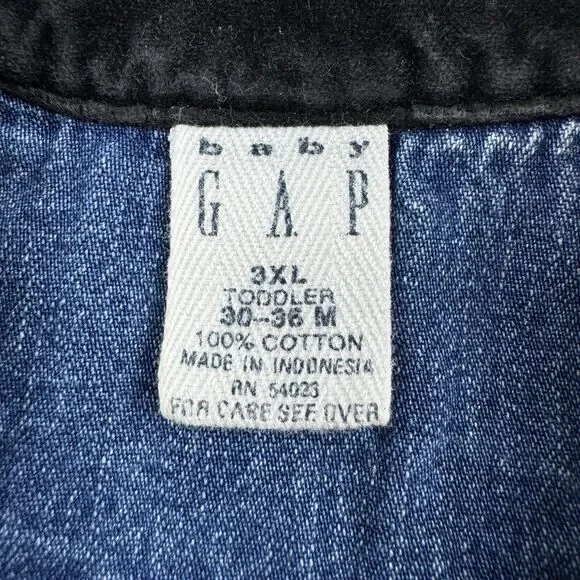 baby
GAP
3XL
TODDLER
30-36 M
100% COTTON
MADE IN INDONESIA
RN 54023
FOR CARE SEE OVER